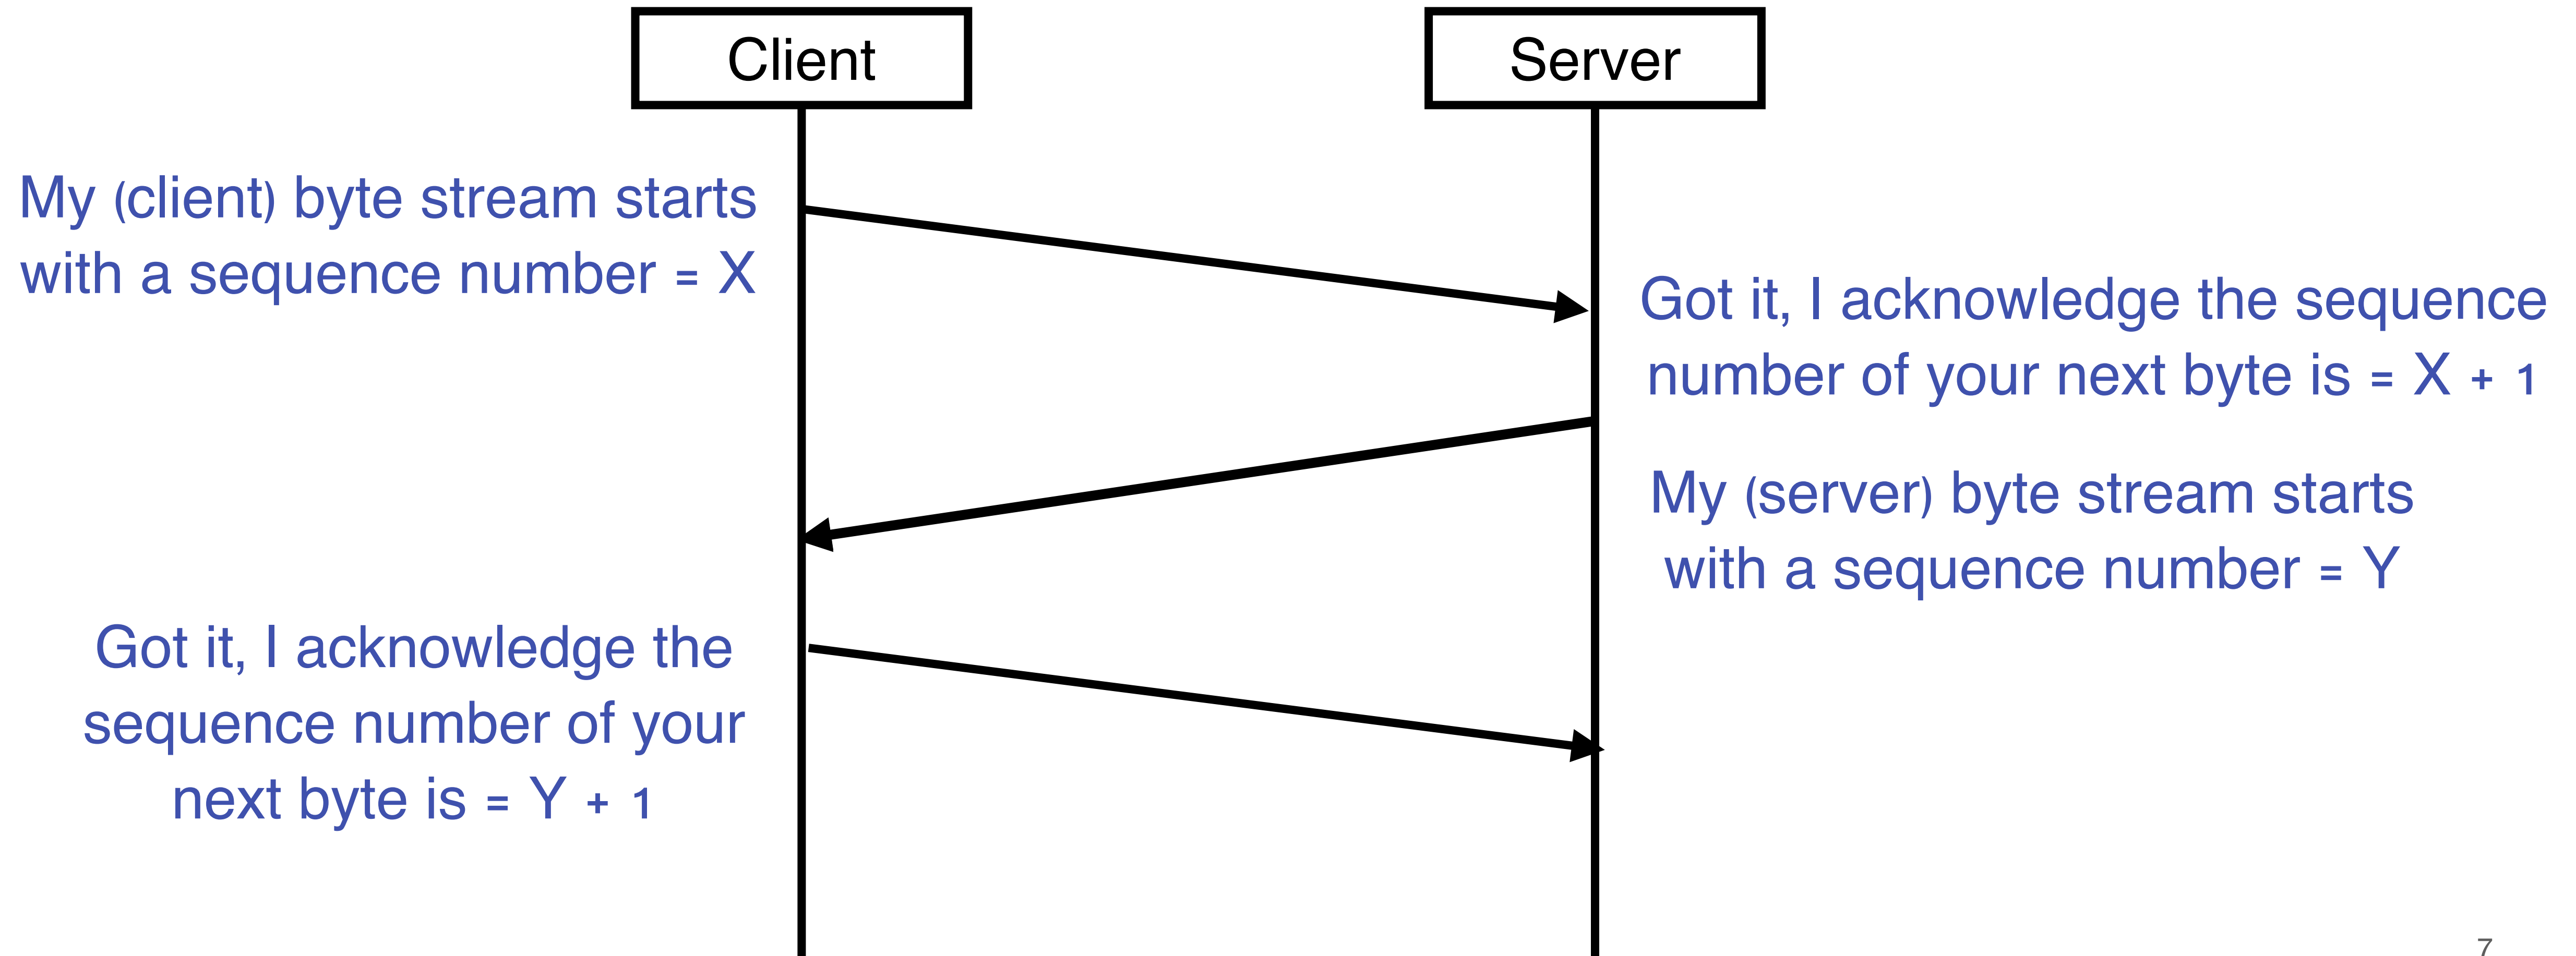 Client
Server
My (client) byte stream starts
with a sequence number = X
Got it, I acknowledge the sequence
number of your next byte is = X + 1
My (server) byte stream starts
with a sequence number = Y
Got it, I acknowledge the
sequence number of your
next byte is = Y + 1
7